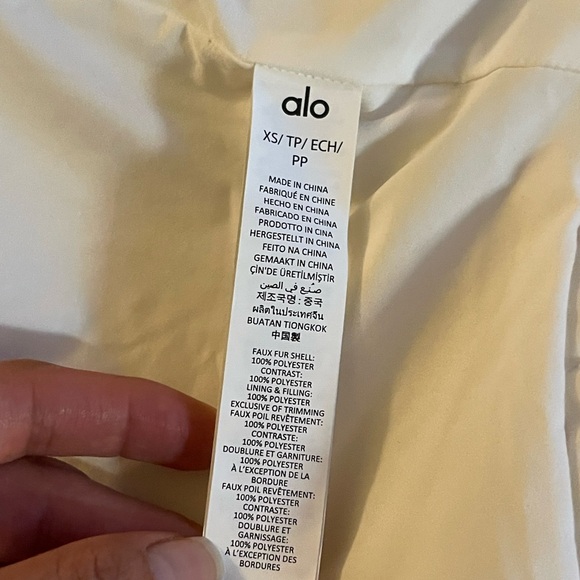 alo
XS/ TP/ ECH/
PP
MADE IN CHINA
FABRIQUÉ EN CHINE
HECHO EN CHINA
FABRICADO EN CHINA
PRODOTTO IN CINA
HERGESTELLT IN CHINA
FEITO NA CHINA
GEMAAKT IN CHINA
ÇİN'DE ÜRETİLMİŞTİR
صنع في الصين
제조국명 : 중국
ผลิตในประเทศจีน
BUATAN TIONGKOK
中国製
FAUX FUR SHELL:
100% POLYESTER
CONTRAST:
100% POLYESTER
LINING & FILLING:
100% POLYESTER
EXCLUSIVE OF TRIMMING
FAUX POIL REVÊTEMENT:
100% POLYESTER
CONTRASTE:
100% POLYESTER
DOUBLURE ET GARNITURE:
100% POLYESTER
À L'EXCEPTION DE LA
BORDURE
FAUX POIL REVÊTEMENT:
100% POLYESTER
CONTRASTE:
100% POLYESTER
DOUBLURE ET
GARNISSAGE:
100% POLYESTER
À L'EXCEPTION DES
BORDURES